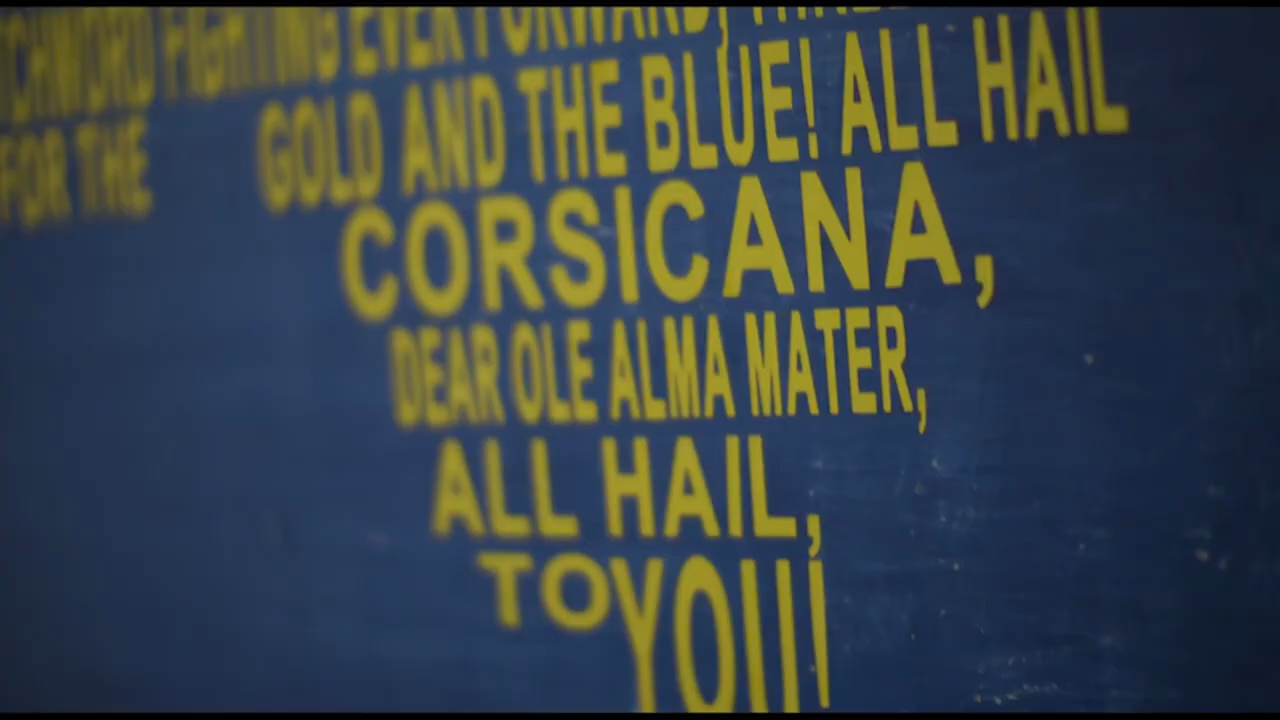 FIGHTING EVER FORWARD,
FOR THE GOLD AND THE BLUE! ALL HAIL
CORSICANA,
DEAR OLE ALMA MATER,
ALL HAIL,
TO YOU!